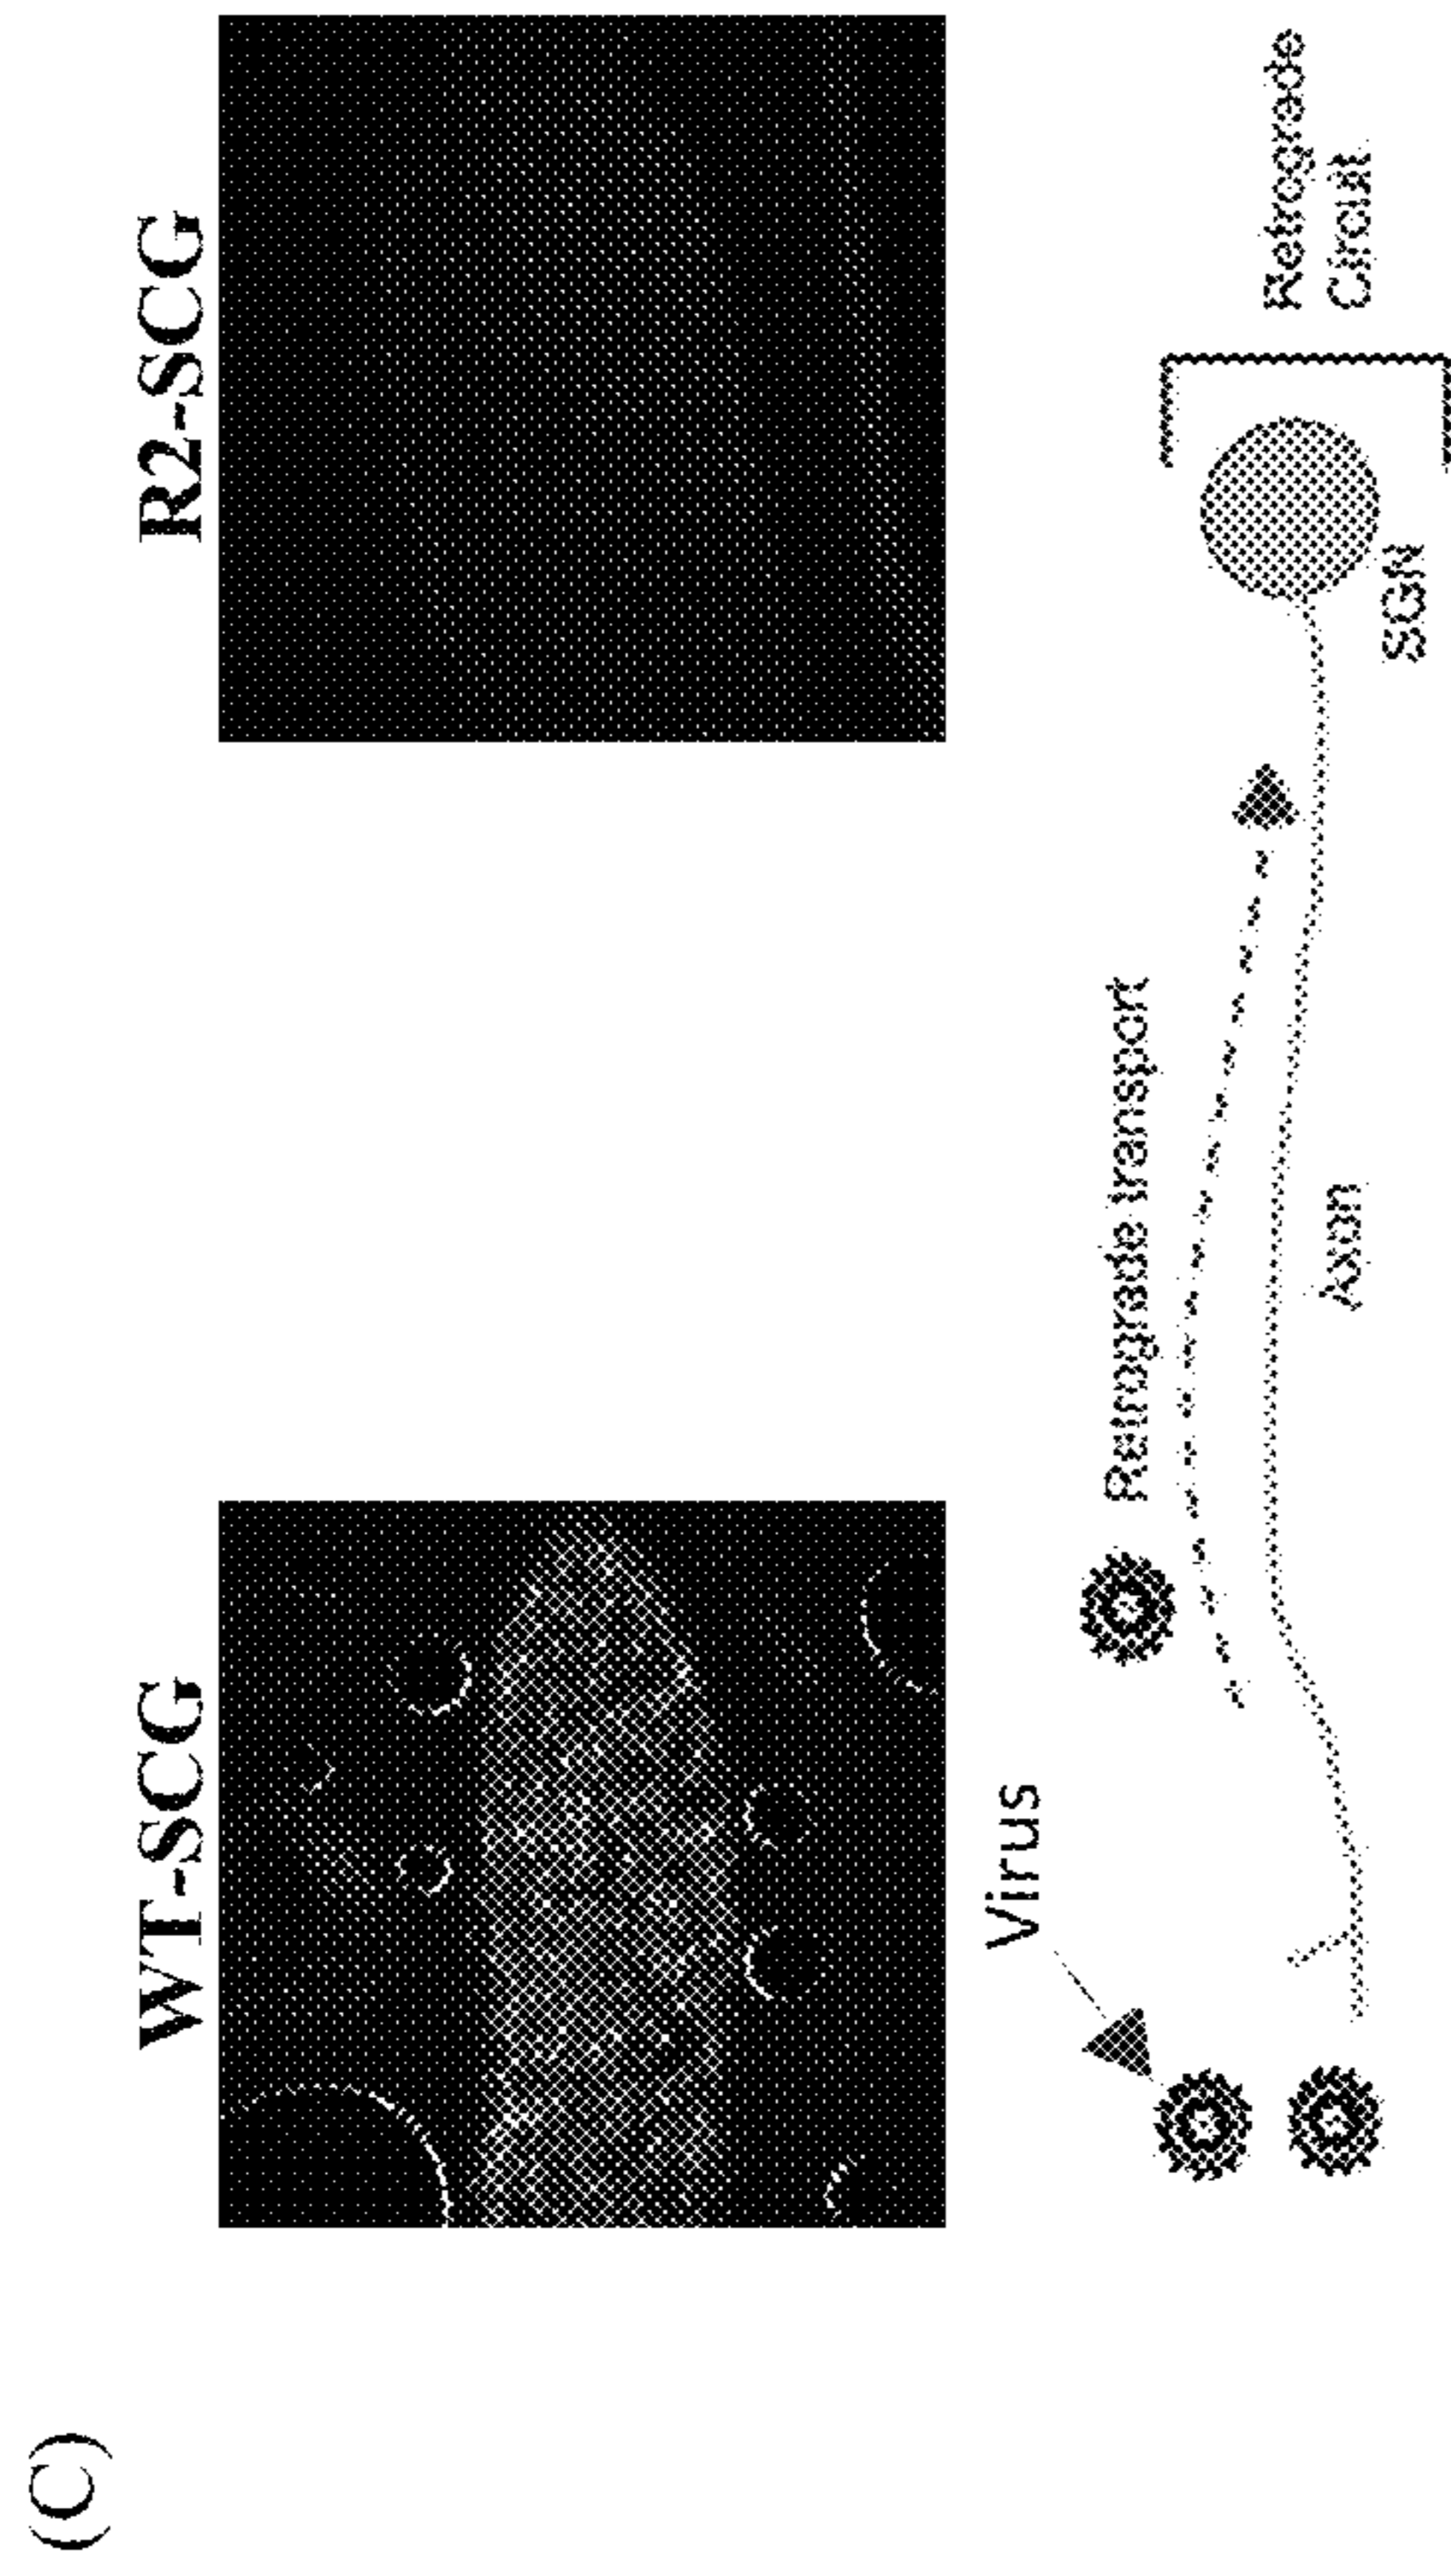 (C)
WT-SCG
R2-SCG
Virus
Retrograde transport
Axon
SGN
Retrograde
Circuit